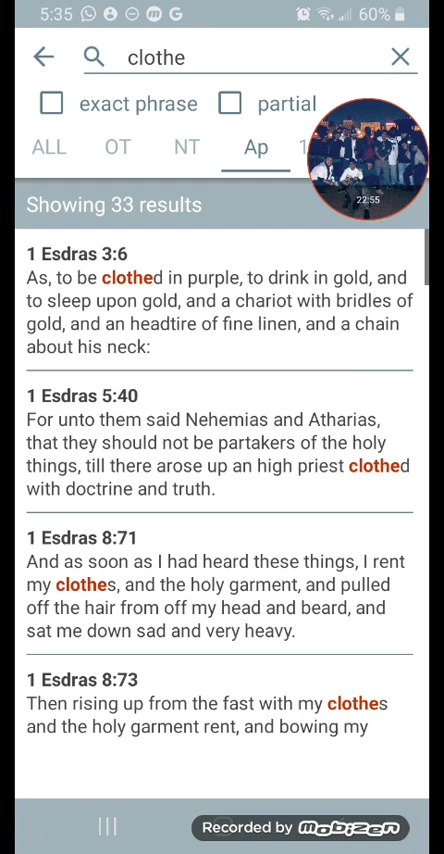 5:35 60%
clothe
exact phrase partial
ALL OT NT Ap 1
22:55
Showing 33 results
1 Esdras 3:6
As, to be clothed in purple, to drink in gold, and
to sleep upon gold, and a chariot with bridles of
gold, and an headtire of fine linen, and a chain
about his neck:
1 Esdras 5:40
For unto them said Nehemias and Atharias,
that they should not be partakers of the holy
things, till there arose up an high priest clothed
with doctrine and truth.
1 Esdras 8:71
And as soon as I had heard these things, I rent
my clothes, and the holy garment, and pulled
off the hair from off my head and beard, and
sat me down sad and very heavy.
1 Esdras 8:73
Then rising up from the fast with my clothes
and the holy garment rent, and bowing my
Recorded by Mobizen